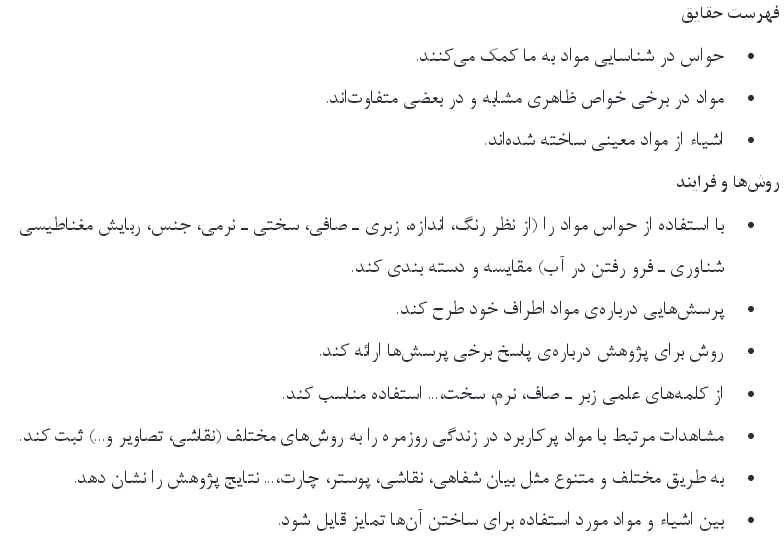 فهرست حقایق
• حواس در شناسایی مواد به ما کمک می‌کنند.
• مواد در برخی خواص ظاهری مشابه و در بعضی متفاوت‌اند.
• اشیاء از مواد معینی ساخته شده‌اند.
روش‌ها و فرایند
• با استفاده از حواس مواد را (از نظر رنگ، اندازه، زبری ـ صافی، سختی ـ نرمی، جنس، ربایش مغناطیسی
شناوری ـ فرو رفتن در آب) مقایسه و دسته بندی کند.
• پرسش‌هایی درباره‌ی مواد اطراف خود طرح کند.
• روش برای پژوهش درباره‌ی پاسخ برخی پرسش‌ها ارائه کند.
• از کلمه‌های علمی زبر ـ صاف، نرم، سخت،... استفاده مناسب کند.
• مشاهدات مرتبط با مواد پرکاربرد در زندگی روزمره را به روش‌های مختلف (نقاشی، تصاویر و...) ثبت کند.
• به طریق مختلف و متنوع مثل بیان شفاهی، نقاشی، پوستر، چارت،... نتایج پژوهش را نشان دهد.
• بین اشیاء و مواد مورد استفاده برای ساختن آن‌ها تمایز قایل شود.